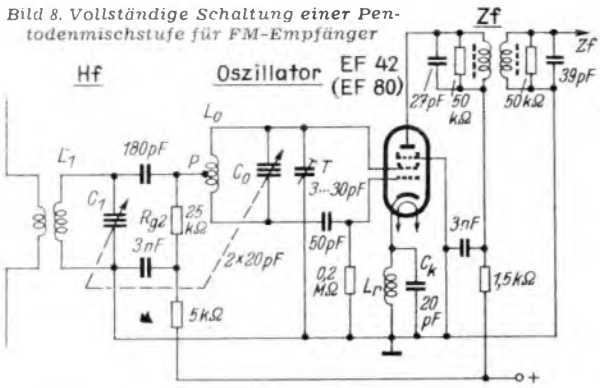 Bild 8. Vollständige Schaltung einer Pen-
todenmischstufe für FM-Empfänger
Zf
Zf
Hf
Oszillator
EF 42
(EF 80)
27pF
50
kΩ
50kΩ
39pF
L1
180pF
P
L0
C0
T
3...30pF
C1
Rg2
25
kΩ
3nF
2×20pF
50pF
0,2
MΩ
Lr
Ck
20
pF
3nF
1,5kΩ
5kΩ
+